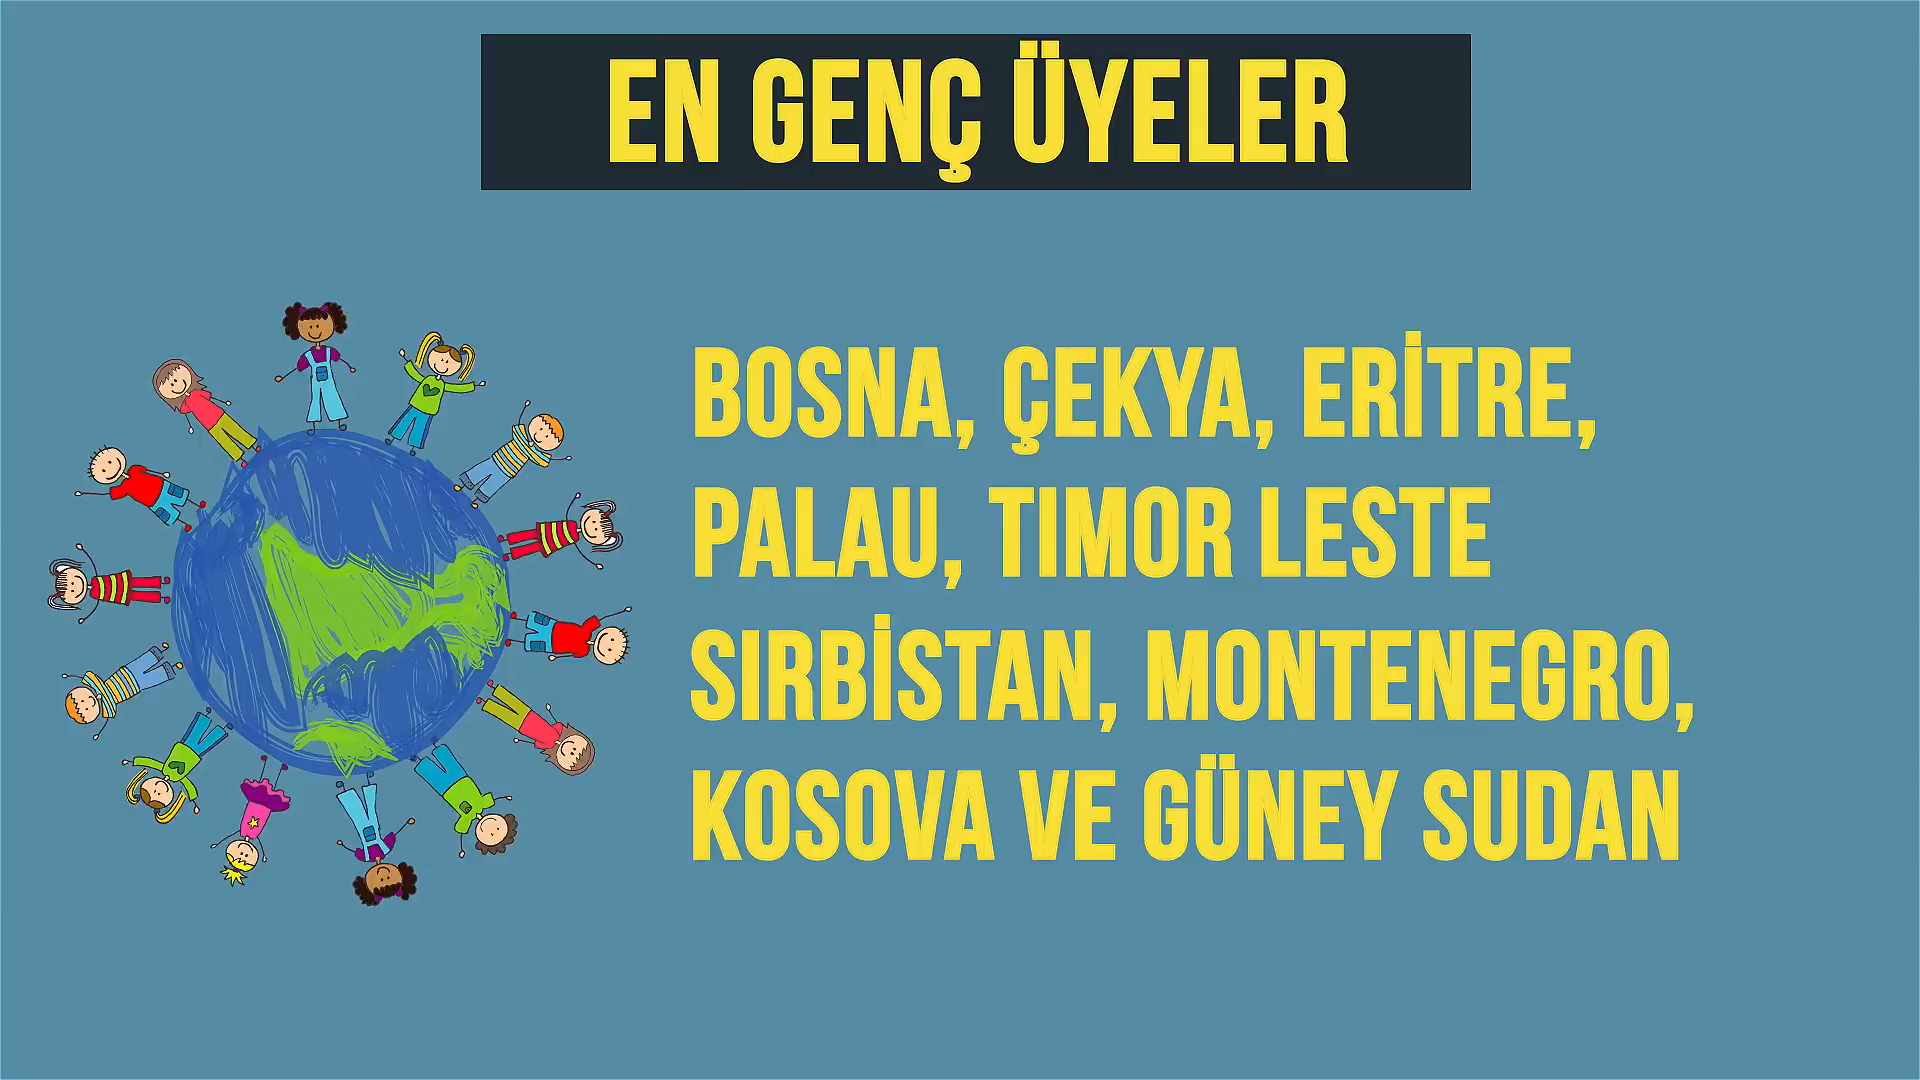 EN GENÇ ÜYELER
BOSNA, ÇEKYA, ERİTRE,
PALAU, TIMOR LESTE
SIRBİSTAN, MONTENEGRO,
KOSOVA VE GÜNEY SUDAN